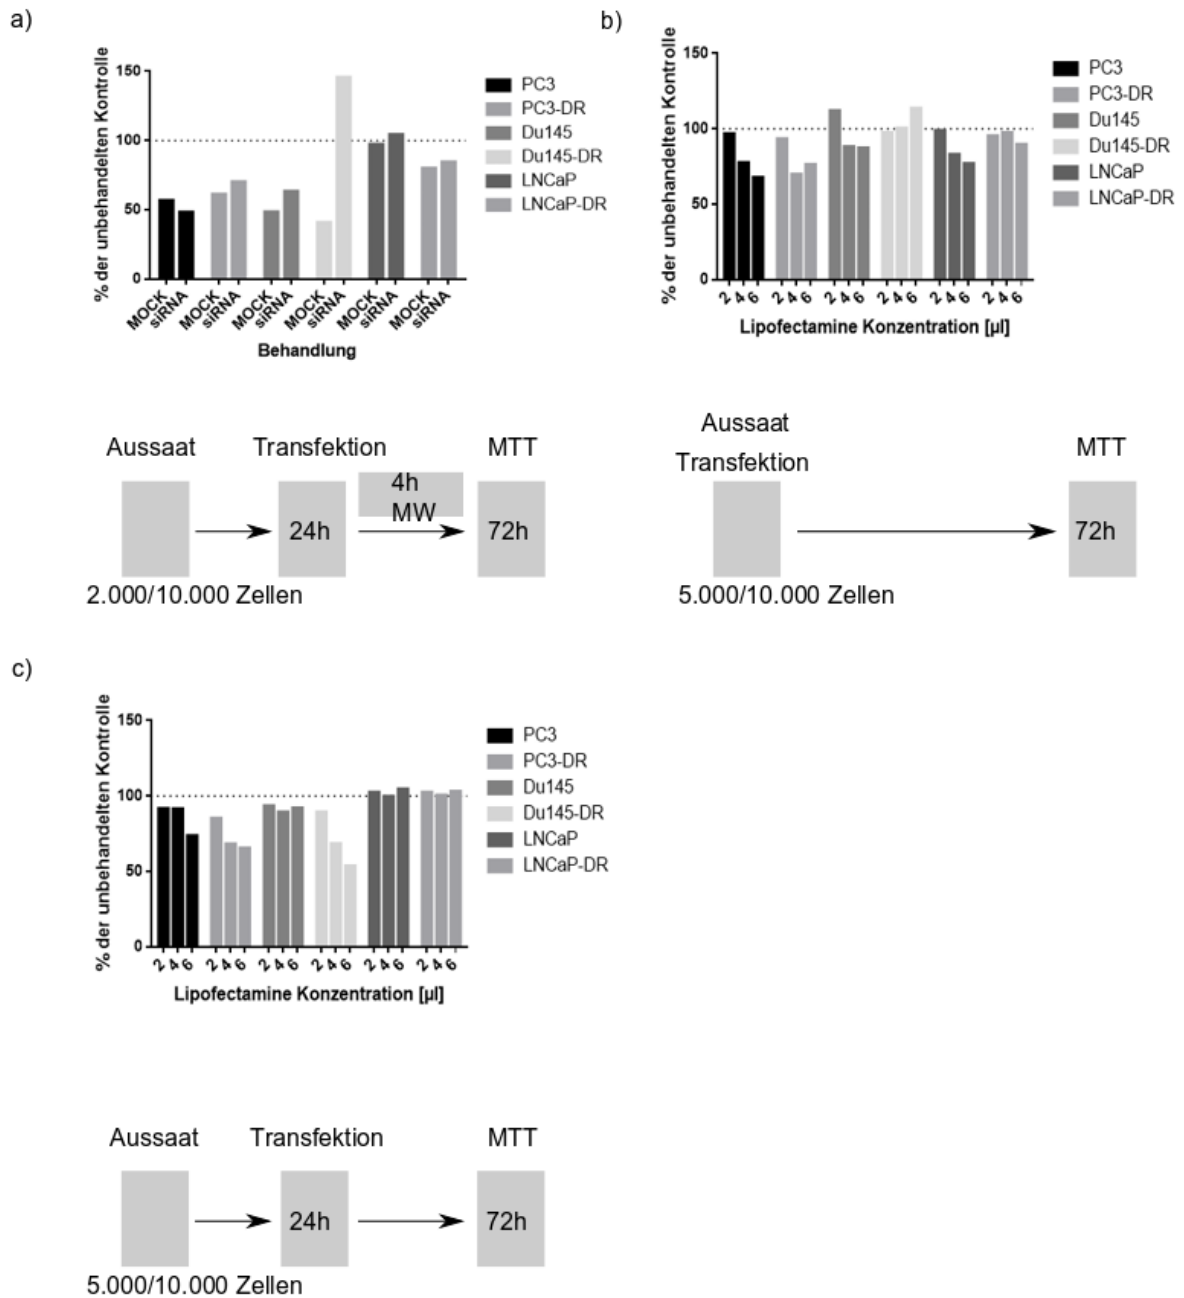 a)
% der unbehandelten Kontrolle
150
100
50
0
MOCK siRNA MOCK siRNA MOCK siRNA MOCK siRNA MOCK siRNA MOCK siRNA
Behandlung
PC3
PC3-DR
Du145
Du145-DR
LNCaP
LNCaP-DR
b)
% der unbehandelten Kontrolle
150
100
50
0
2 4 6 2 4 6 2 4 6 2 4 6 2 4 6 2 4 6
Lipofectamine Konzentration [µl]
PC3
PC3-DR
Du145
Du145-DR
LNCaP
LNCaP-DR
Aussaat Transfektion MTT
4h
MW
24h 72h
2.000/10.000 Zellen
Aussaat
Transfektion MTT
72h
5.000/10.000 Zellen
c)
% der unbehandelten Kontrolle
150
100
50
0
2 4 6 2 4 6 2 4 6 2 4 6 2 4 6 2 4 6
Lipofectamine Konzentration [µl]
PC3
PC3-DR
Du145
Du145-DR
LNCaP
LNCaP-DR
Aussaat Transfektion MTT
24h 72h
5.000/10.000 Zellen